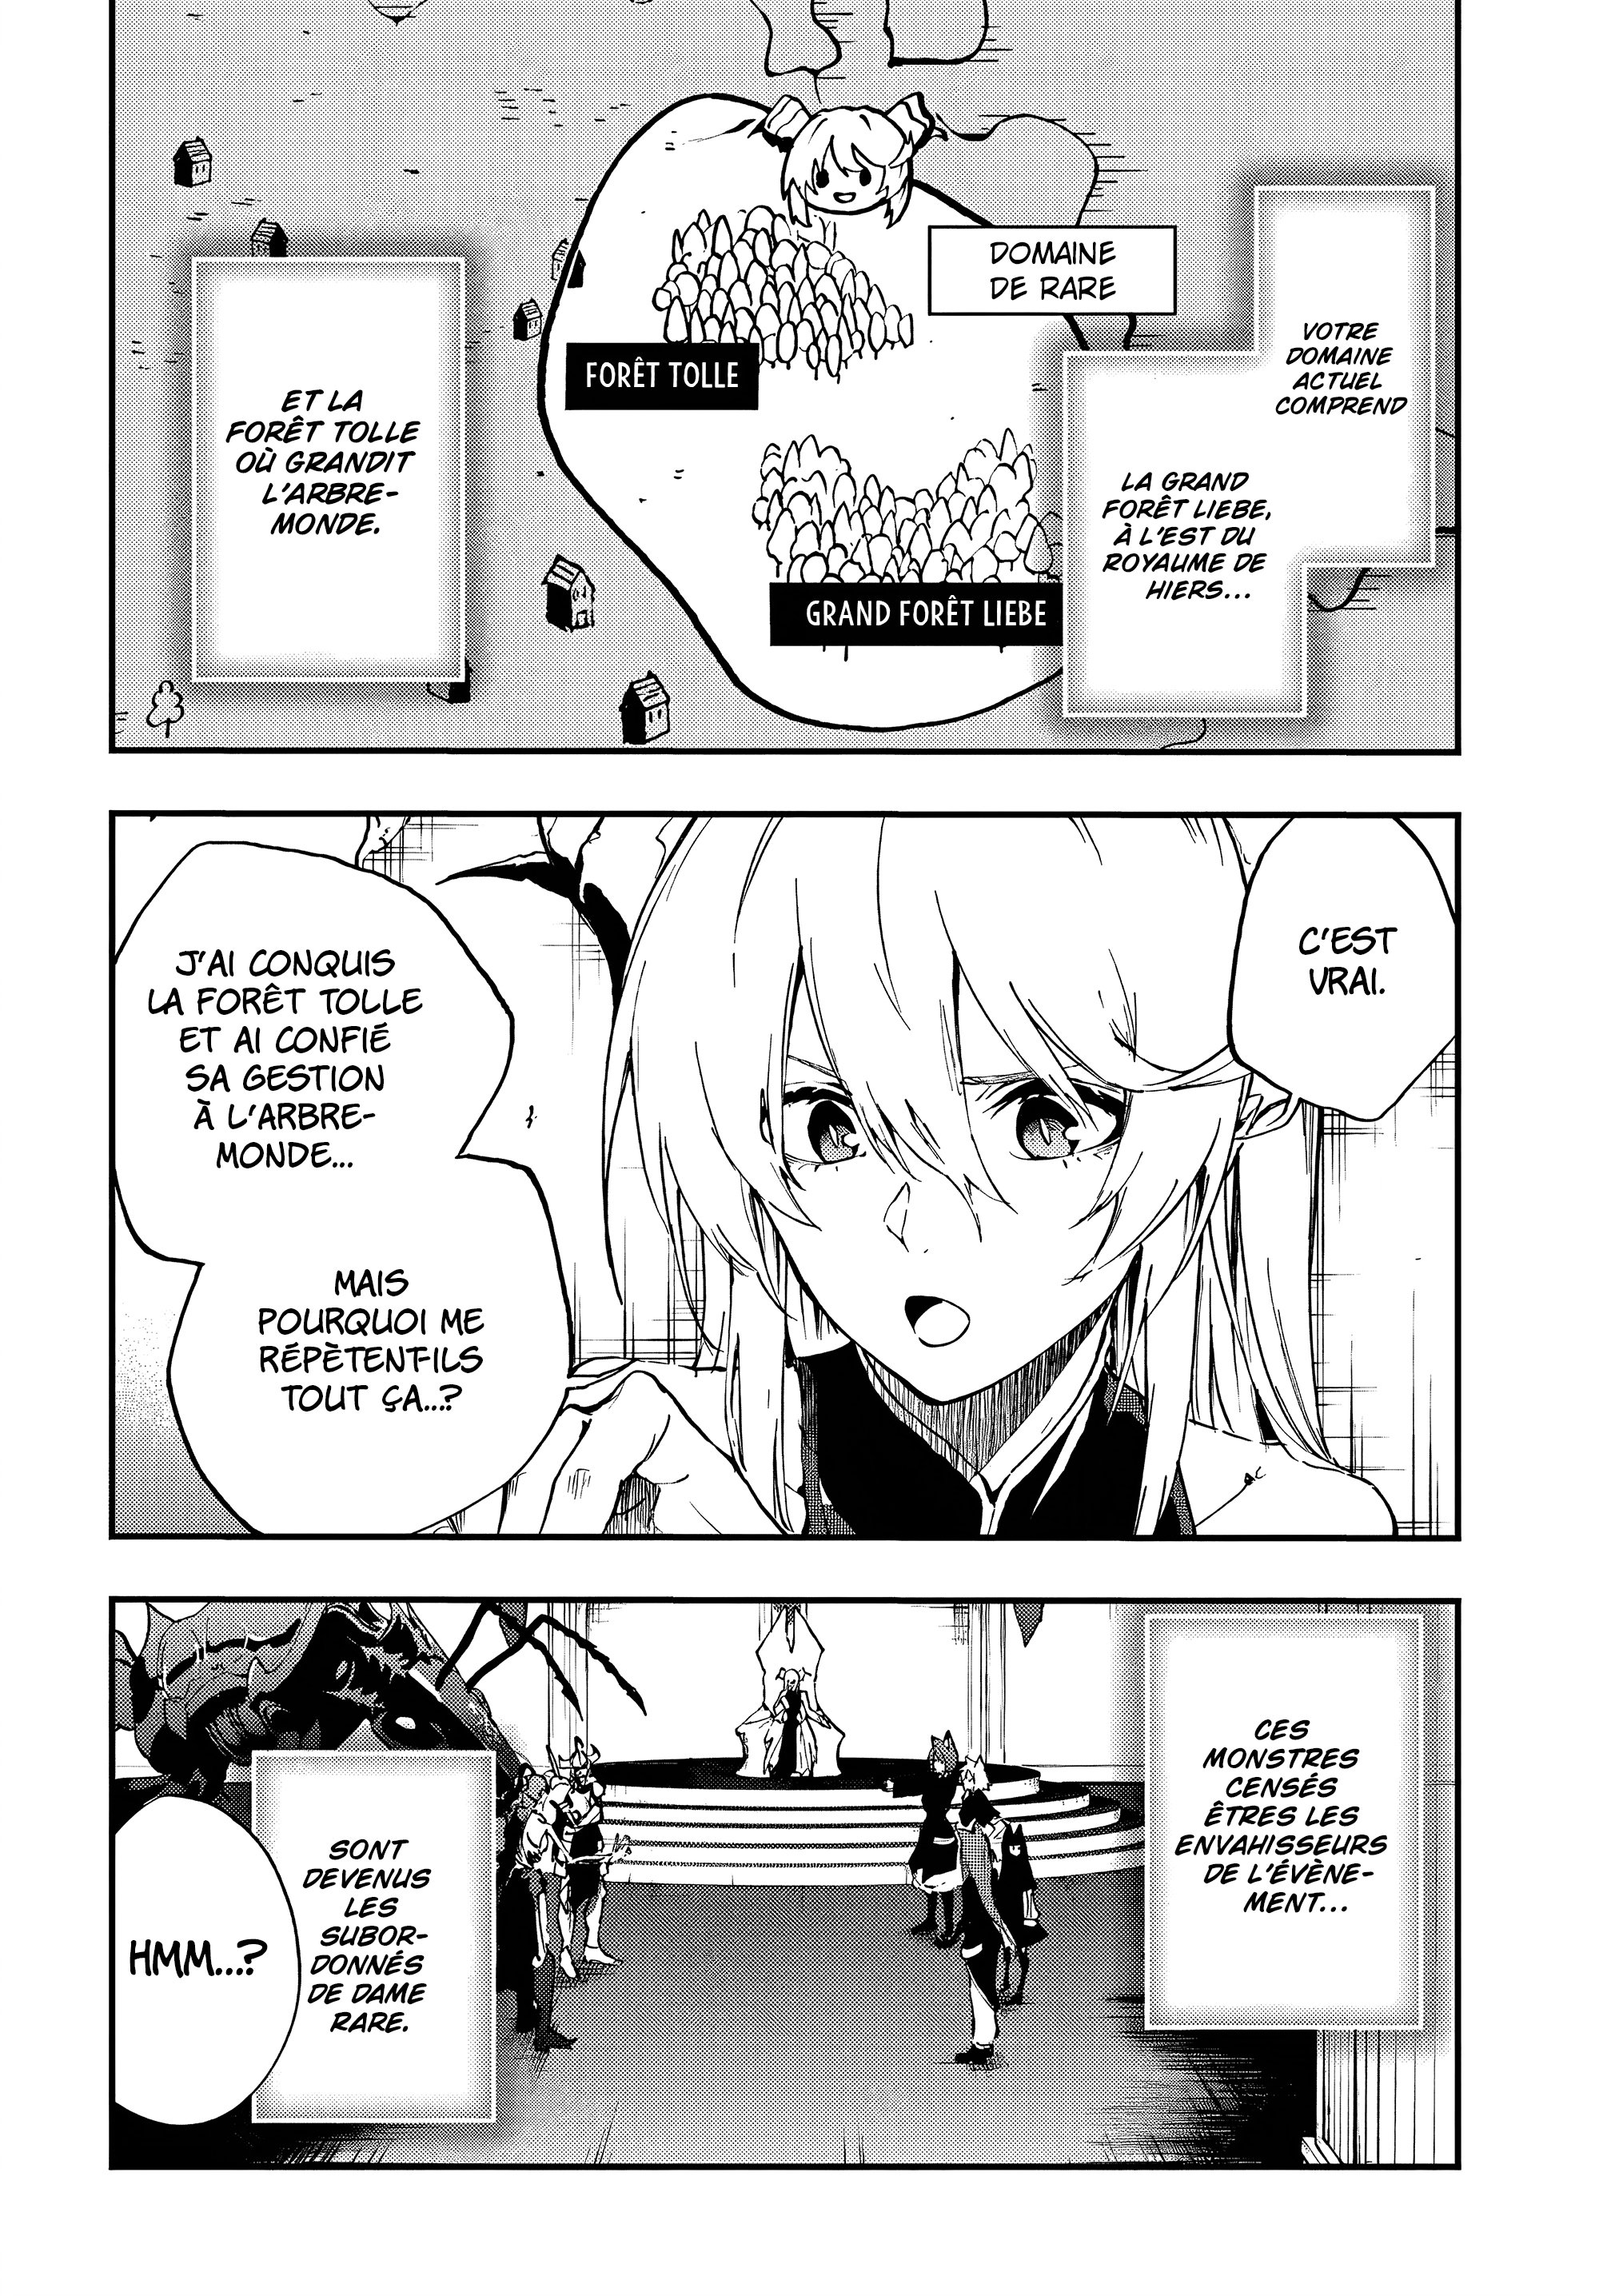 VOTRE
DOMAINE
ACTUEL
COMPREND
LA GRAND
FORÊT LIEBE,
À L'EST DU
ROYAUME DE
HIERS...
DOMAINE
DE RARE
FORÊT TOLLE
GRAND FORÊT LIEBE
ET LA
FORÊT TOLLE
OÙ GRANDIT
L'ARBRE-
MONDE.
C'EST
VRAI.
J'AI CONQUIS
LA FORÊT TOLLE
ET AI CONFIÉ
SA GESTION
À L'ARBRE-
MONDE...
MAIS
POURQUOI ME
RÉPÈTENT-ILS
TOUT ÇA...?
CES
MONSTRES
CENSÉS
ÊTRES LES
ENVAHISSEURS
DE L'ÉVÈNE-
MENT...
SONT
DEVENUS
LES
SUBOR-
DONNÉS
DE DAME
RARE.
HMM...?